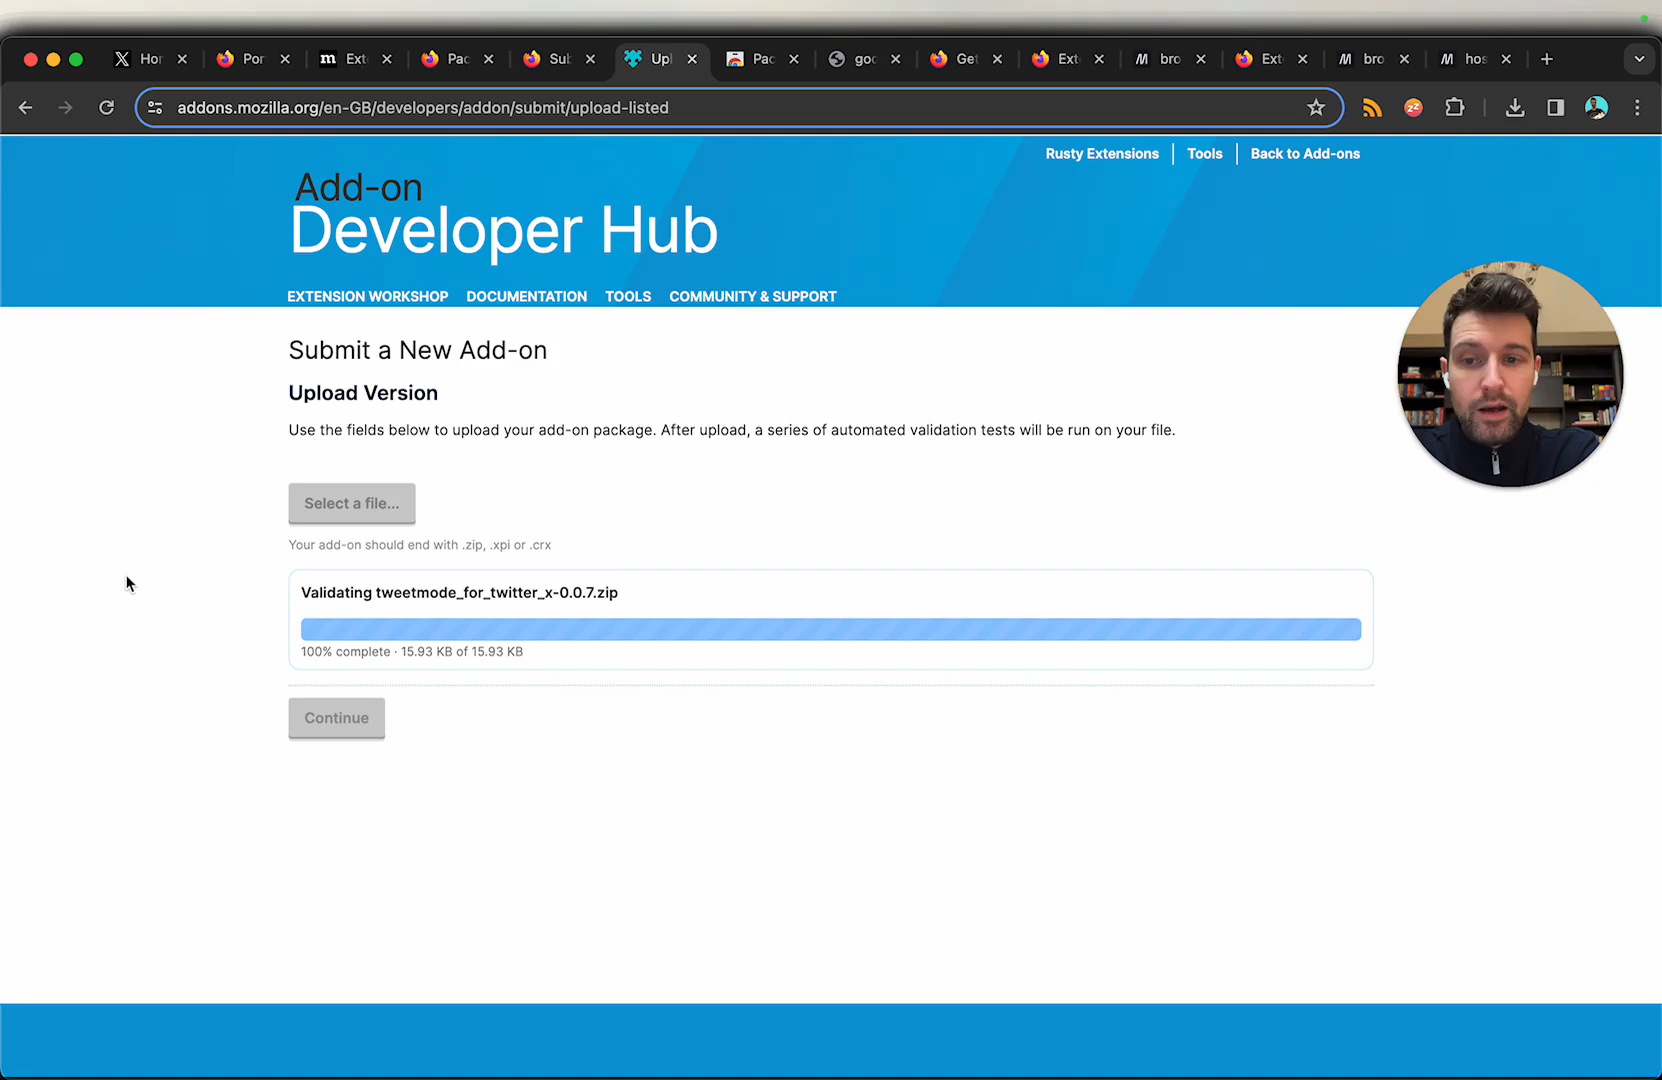 Hor
Por
Ext
Pac
Sub
Upl
Pac
goo
Get
Ext
bro
Ext
bro
hos
addons.mozilla.org/en-GB/developers/addon/submit/upload-listed
Rusty Extensions
Tools
Back to Add-ons
Add-on
Developer Hub
EXTENSION WORKSHOP
DOCUMENTATION
TOOLS
COMMUNITY & SUPPORT
Submit a New Add-on
Upload Version
Use the fields below to upload your add-on package. After upload, a series of automated validation tests will be run on your file.
Select a file...
Your add-on should end with .zip, .xpi or .crx
Validating tweetmode_for_twitter_x-0.0.7.zip
100% complete · 15.93 KB of 15.93 KB
Continue